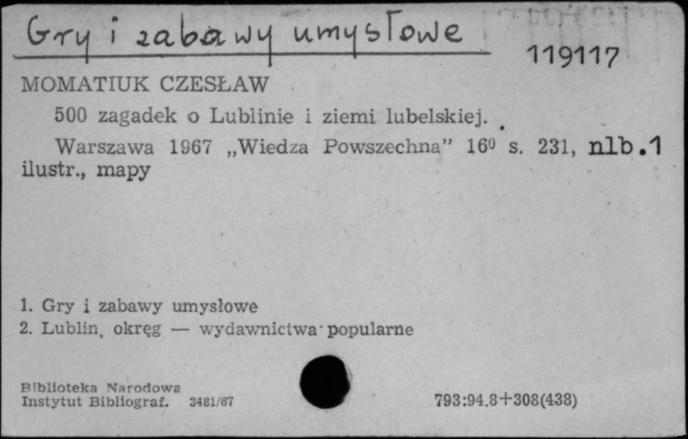 Gry i zabawy umysłowe
119117
MOMATIUK CZESŁAW
500 zagadek o Lublinie i ziemi lubelskiej.
Warszawa 1967 „Wiedza Powszechna” 16⁰ s. 231, nlb.1
ilustr., mapy
1. Gry i zabawy umysłowe
2. Lublin, okręg — wydawnictwa popularne
Biblioteka Narodowa
Instytut Bibliograf. 3481/67
793:94.8+308(438)